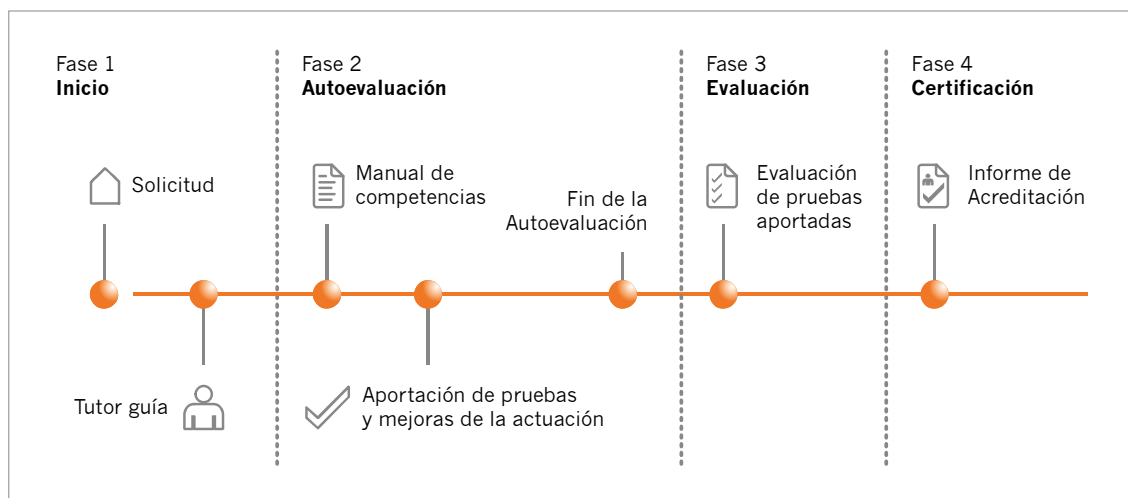 Fase 1
Inicio
Solicitud
Tutor guía
Fase 2
Autoevaluación
Manual de
competencias
Aportación de pruebas
y mejoras de la actuación
Fin de la
Autoevaluación
Fase 3
Evaluación
Evaluación
de pruebas
aportadas
Fase 4
Certificación
Informe de
Acreditación